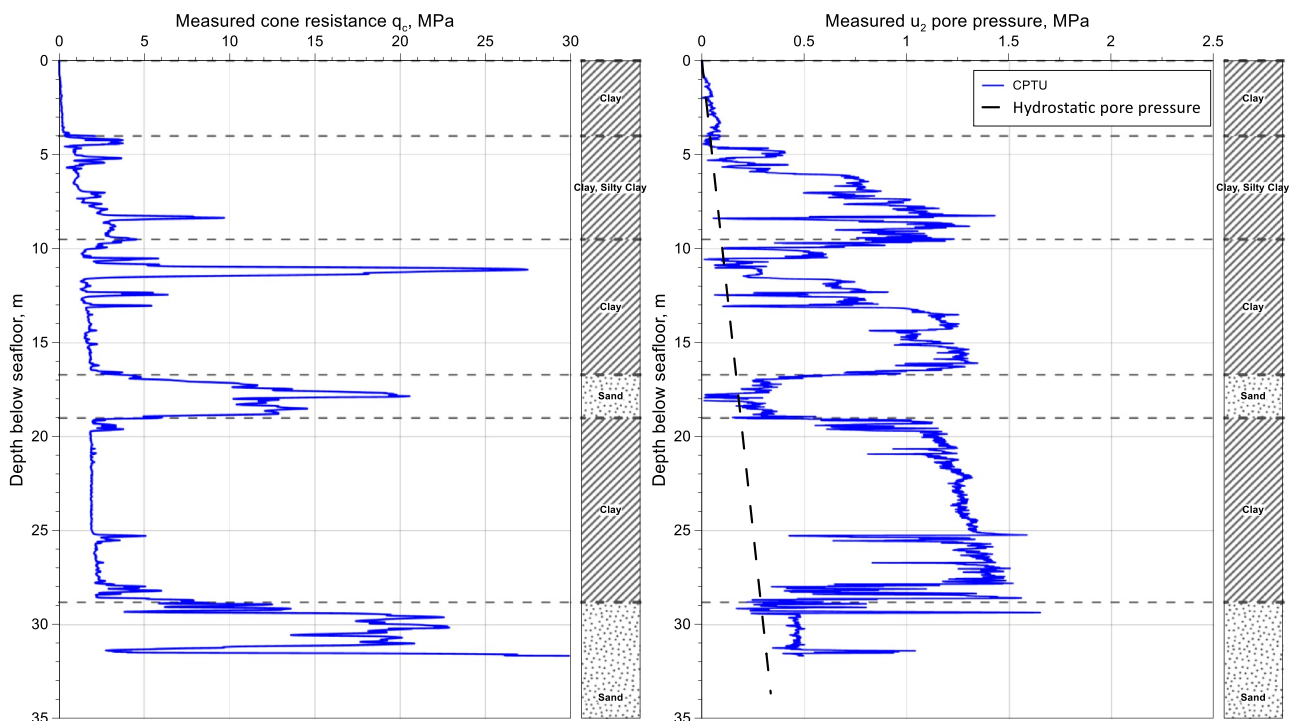 Measured cone resistance qc, MPa
0 5 10 15 20 25 30
Depth below seafloor, m
0
5
10
15
20
25
30
35
Clay
Clay, Silty Clay
Clay
Sand
Clay
Sand
Measured u2 pore pressure, MPa
0 0.5 1 1.5 2 2.5
Depth below seafloor, m
0
5
10
15
20
25
30
35
CPTU
Hydrostatic pore pressure
Clay
Clay, Silty Clay
Clay
Sand
Clay
Sand